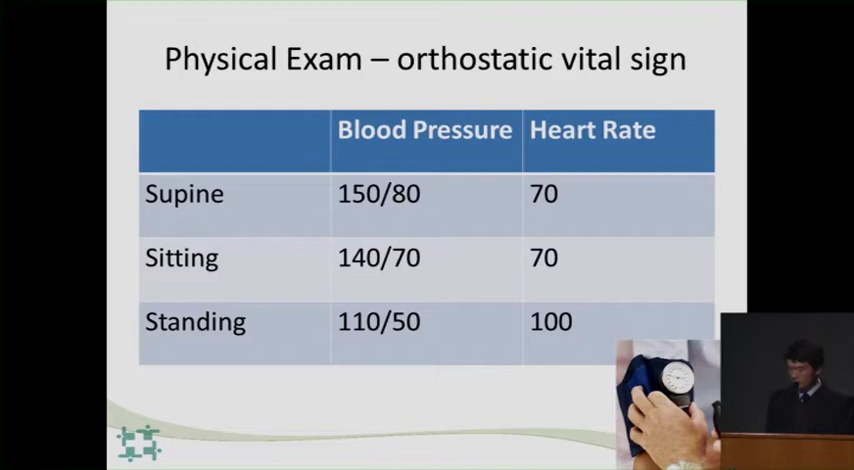 Physical Exam – orthostatic vital sign
Blood Pressure Heart Rate
Supine 150/80 70
Sitting 140/70 70
Standing 110/50 100